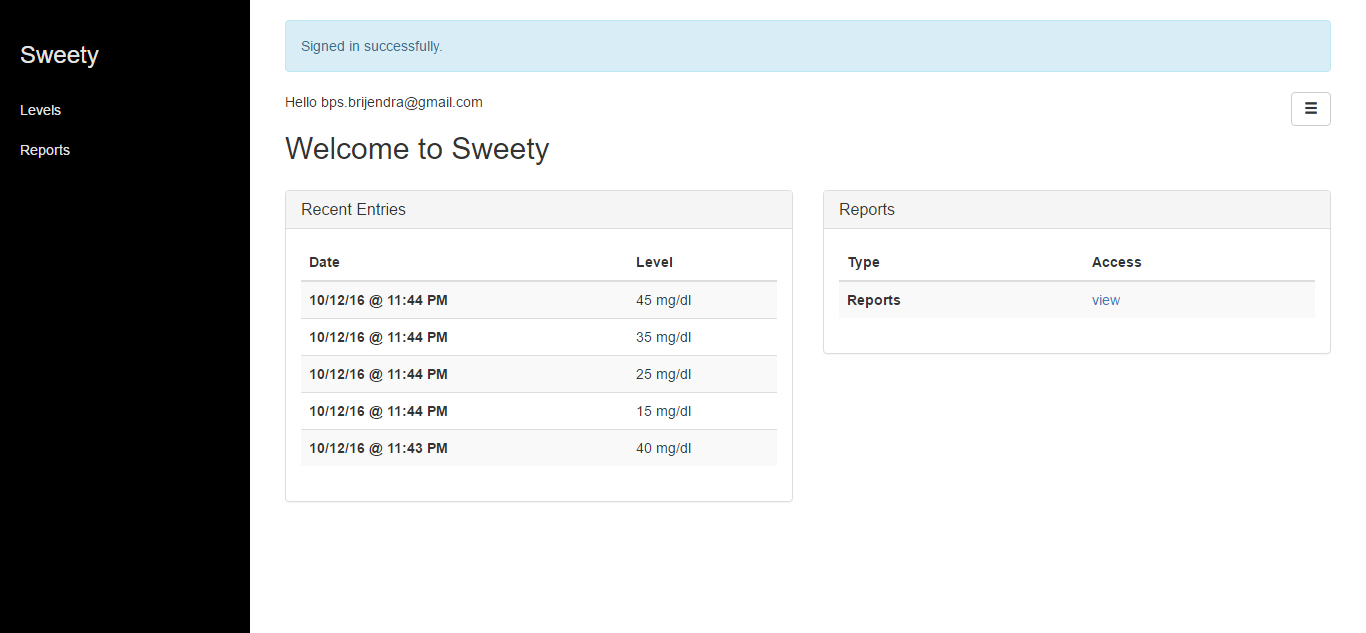 Sweety
Levels
Reports
Signed in successfully.
Hello bps.brijendra@gmail.com
Welcome to Sweety
Recent Entries
Date Level
10/12/16 @ 11:44 PM 45 mg/dl
10/12/16 @ 11:44 PM 35 mg/dl
10/12/16 @ 11:44 PM 25 mg/dl
10/12/16 @ 11:44 PM 15 mg/dl
10/12/16 @ 11:43 PM 40 mg/dl
Reports
Type Access
Reports view